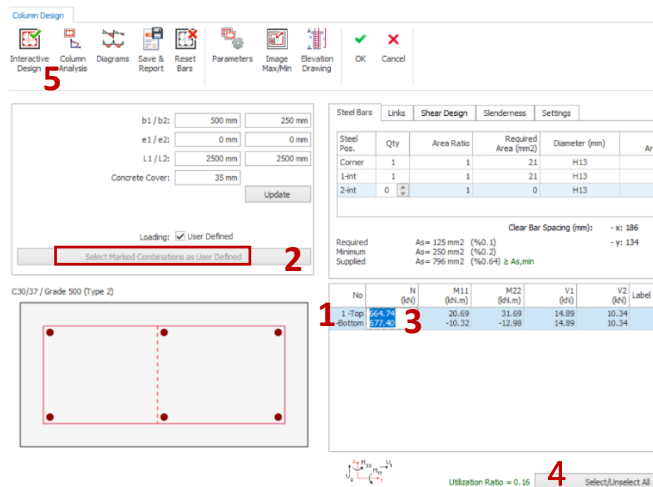 Column Design
Interactive Design
Column Analysis
Diagrams
Save & Report
Reset Bars
Parameters
Image Max/Min
Elevation Drawing
OK
Cancel
5
b1/b2: 500 mm 250 mm
e1/e2: 0 mm 0 mm
L1/L2: 2500 mm 2500 mm
Concrete Cover: 35 mm
Update
Loading: User Defined
Select Marked Combinations as User Defined
2
Steel Bars Links Shear Design Slenderness Settings
Steel Pos. Qty Area Ratio Required Area (mm2) Diameter (mm) Ar
Corner 1 1 21 H13
1-int 1 1 21 H13
2-int 0 1 0 H13
Clear Bar Spacing (mm): - x: 186
Required As= 125 mm2 (%0.1) - y: 134
Minimum As= 250 mm2 (%0.2)
Supplied As= 796 mm2 (%0.64) ≥ As,min
C30/37 / Grade 500 (Type 2)
No N (kN) M11 (kN.m) M22 (kN.m) V1 (kN) V2 (kN) Label
1 1 -Top 664.74 20.69 31.69 14.89 10.34
-Bottom 677.40 3 -10.32 -12.98 14.89 10.34
4
Utilization Ratio = 0.16 Select/Unselect All